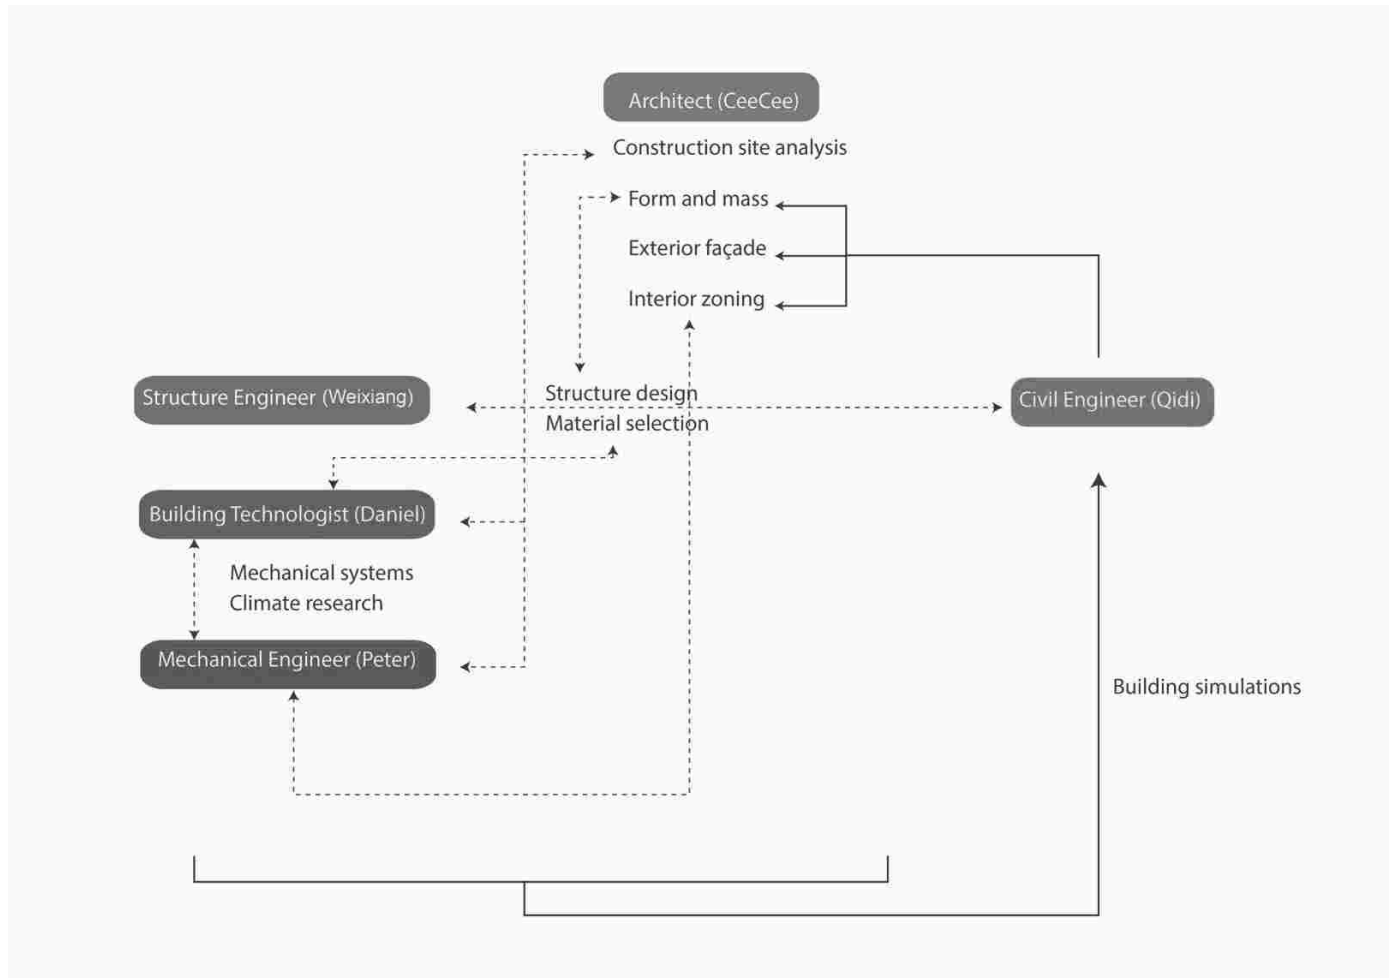 Architect (CeeCee)
Construction site analysis
Form and mass
Exterior façade
Interior zoning
Structure Engineer (Weixiang)
Structure design
Material selection
Civil Engineer (Qidi)
Building Technologist (Daniel)
Mechanical systems
Climate research
Mechanical Engineer (Peter)
Building simulations